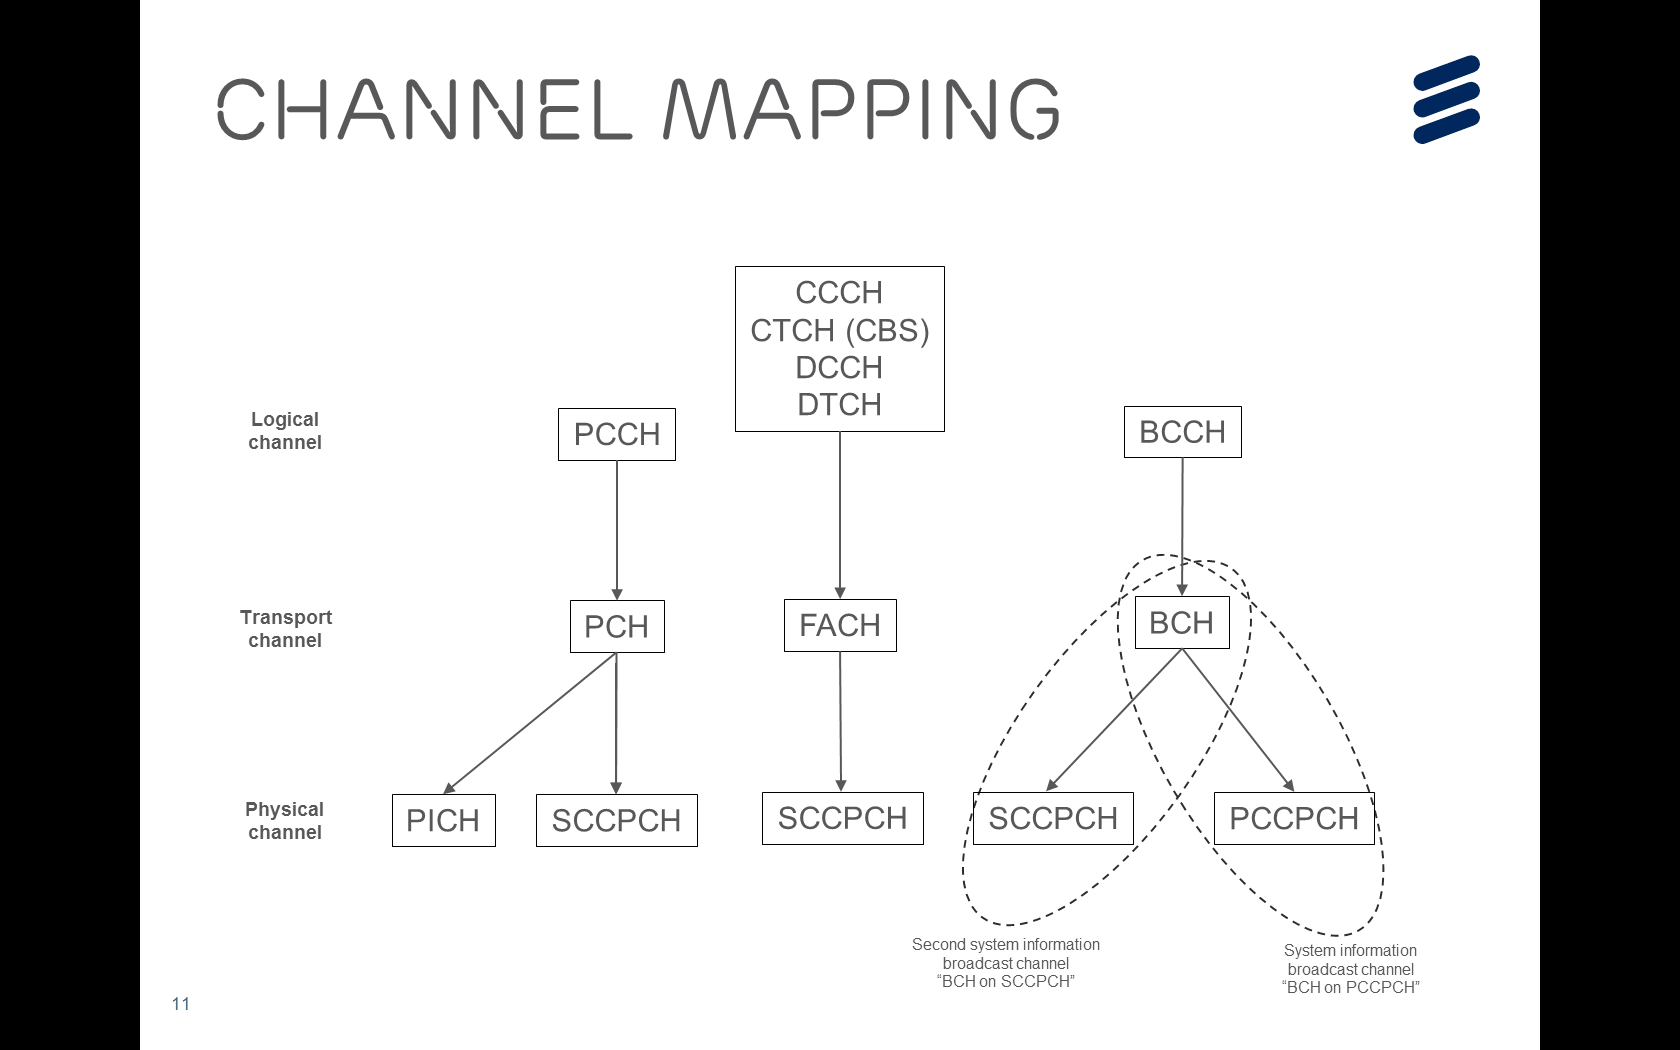 CHANNEL MAPPING
CCCH
CTCH (CBS)
DCCH
DTCH
Logical
channel
PCCH
BCCH
Transport
channel
PCH
FACH
BCH
Physical
channel
PICH
SCCPCH
SCCPCH
SCCPCH
PCCPCH
Second system information
broadcast channel
“BCH on SCCPCH”
System information
broadcast channel
“BCH on PCCPCH”
11